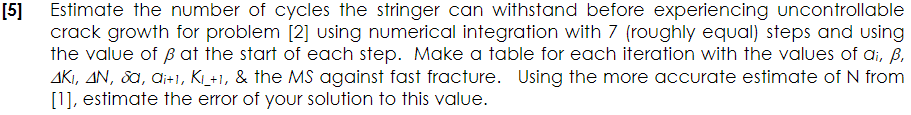 [5] Estimate the number of cycles the stringer can withstand before experiencing uncontrollable
crack growth for problem [2] using numerical integration with 7 (roughly equal) steps and using
the value of β at the start of each step. Make a table for each iteration with the values of aᵢ, β,
ΔKI, ΔN, δa, aᵢ₊₁, KI_+1, & the MS against fast fracture. Using the more accurate estimate of N from
[1], estimate the error of your solution to this value.